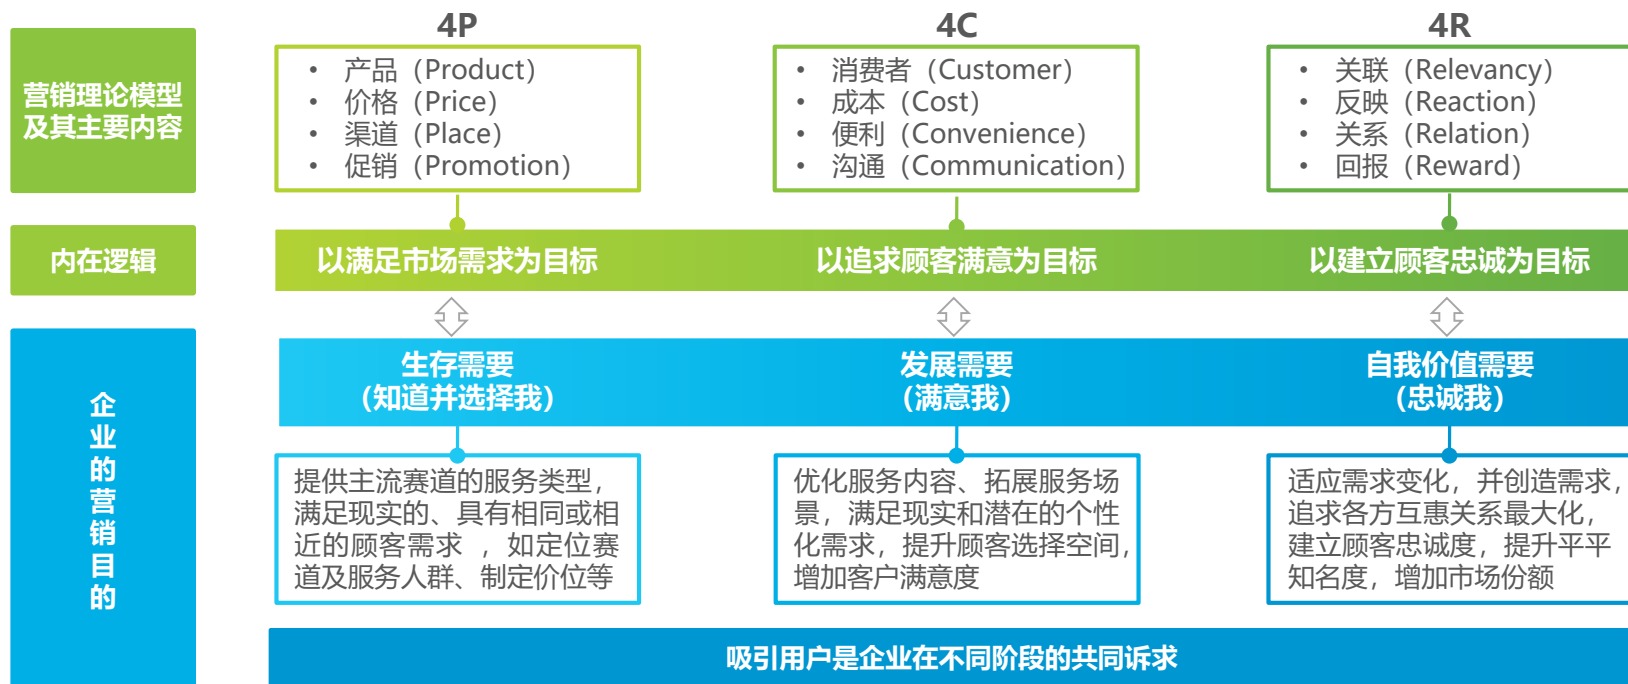 营销理论模型
及其主要内容
4P
• 产品（Product）
• 价格（Price）
• 渠道（Place）
• 促销（Promotion）
4C
• 消费者（Customer）
• 成本（Cost）
• 便利（Convenience）
• 沟通（Communication）
4R
• 关联（Relevancy）
• 反映（Reaction）
• 关系（Relation）
• 回报（Reward）
内在逻辑
以满足市场需求为目标
以追求顾客满意为目标
以建立顾客忠诚为目标
企
业
的
营
销
目
的
生存需要
（知道并选择我）
发展需要
（满意我）
自我价值需要
（忠诚我）
提供主流赛道的服务类型，
满足现实的、具有相同或相
近的顾客需求 ，如定位赛
道及服务人群、制定价位等
优化服务内容、拓展服务场
景，满足现实和潜在的个性
化需求，提升顾客选择空间，
增加客户满意度
适应需求变化，并创造需求，
追求各方互惠关系最大化，
建立顾客忠诚度，提升平平
知名度，增加市场份额
吸引用户是企业在不同阶段的共同诉求